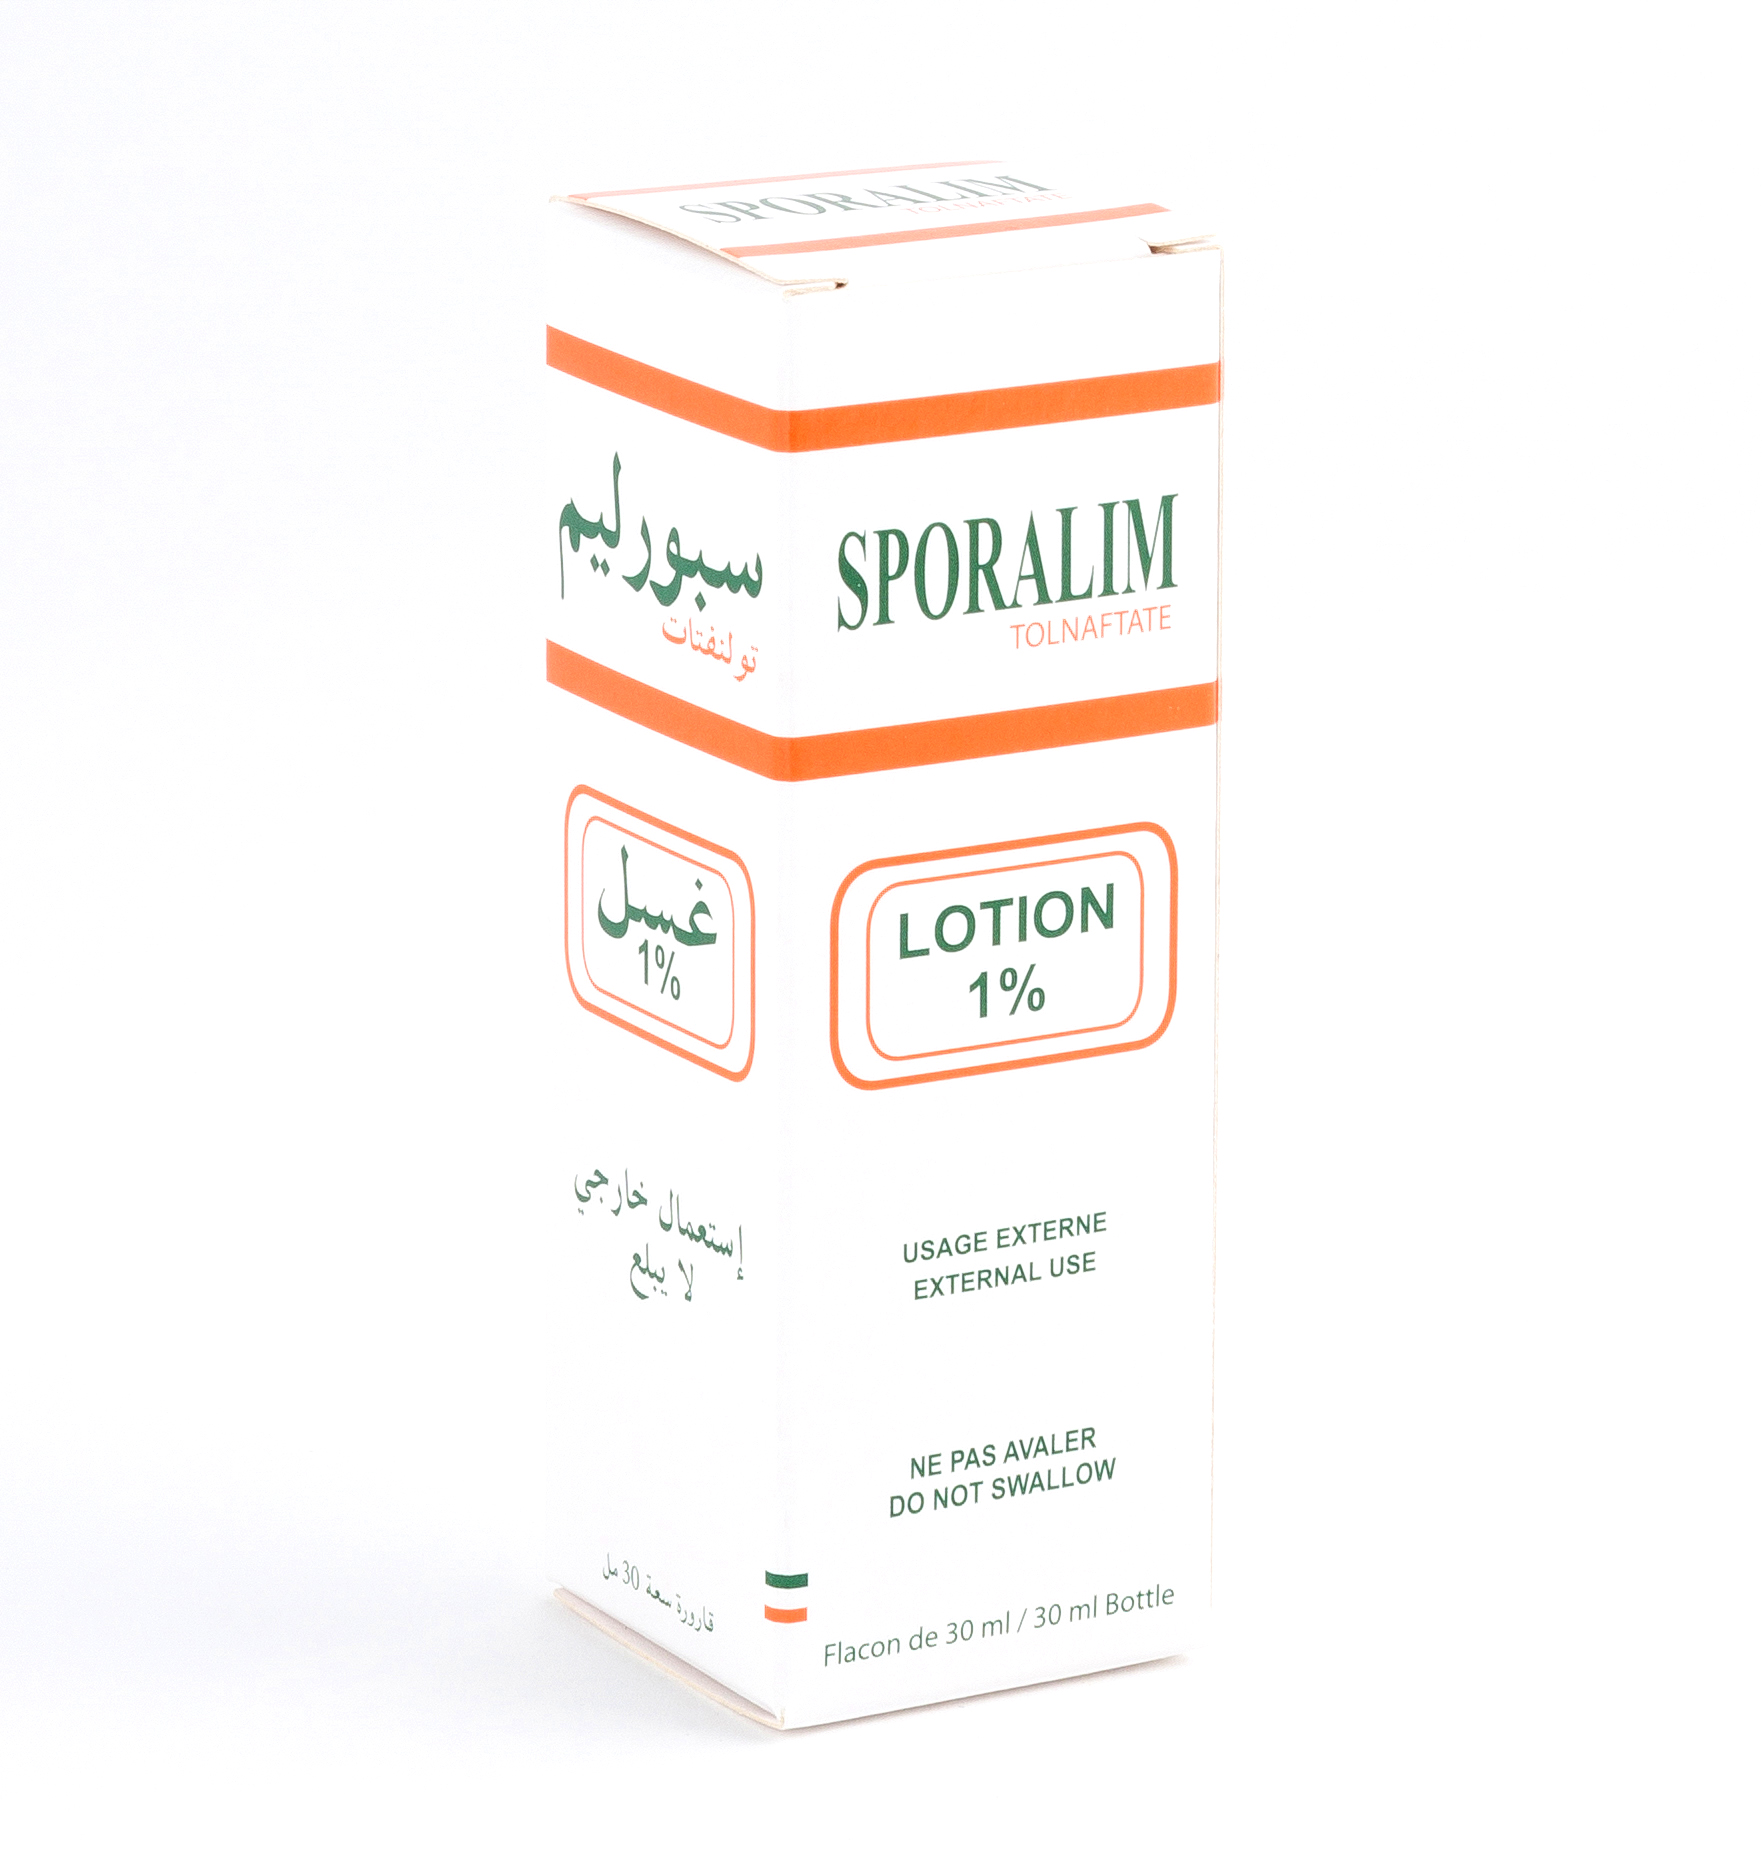 SPORALIM
TOLNAFTATE
سبورليم
تولنفتات
غسل
1%
إستعمال خارجي
لا يبلع
قارورة سعة 30 مل
SPORALIM
TOLNAFTATE
LOTION
1%
USAGE EXTERNE
EXTERNAL USE
NE PAS AVALER
DO NOT SWALLOW
Flacon de 30 ml / 30 ml Bottle